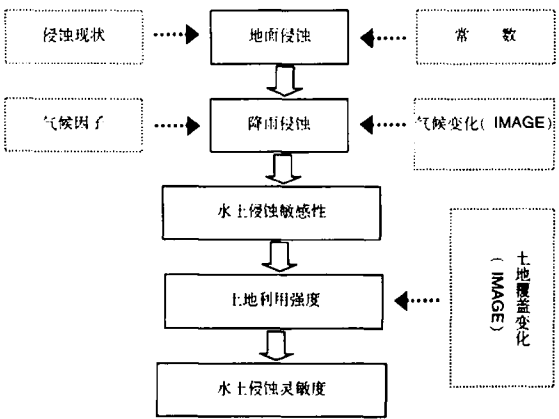 侵蚀现状
地面侵蚀
常 数
气候因子
降雨侵蚀
气候变化( IMAGE)
水土侵蚀敏感性
土地利用强度
土地覆盖变化
( IMAGE)
水土侵蚀灵敏度